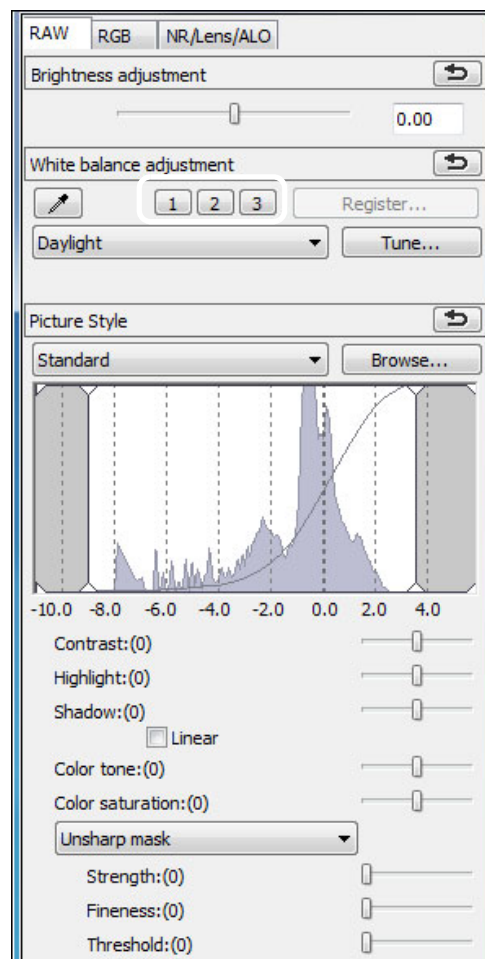 RAW RGB NR/Lens/ALO
Brightness adjustment
0.00
White balance adjustment
1 2 3 Register...
Daylight Tune...
Picture Style
Standard Browse...
-10.0 -8.0 -6.0 -4.0 -2.0 0.0 2.0 4.0
Contrast:(0)
Highlight:(0)
Shadow:(0)
Linear
Color tone:(0)
Color saturation:(0)
Unsharp mask
Strength:(0)
Fineness:(0)
Threshold:(0)